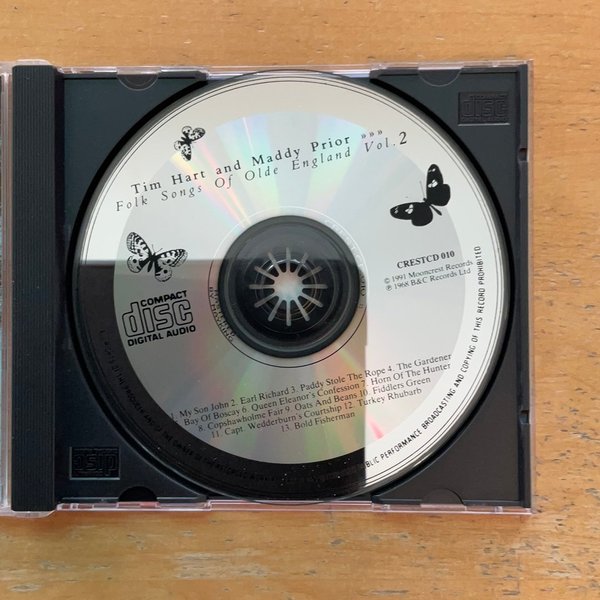 Tim Hart and Maddy Prior »»»
Folk Songs Of Olde England Vol. 2
CRESTCD 010
© 1991 Mooncrest Records
℗ 1968 B&C Records Ltd
COMPACT
disc
DIGITAL AUDIO
1. My Son John 2. Earl Richard 3. Paddy Stole The Rope 4. The Gardener
Bay Of Boscay 6. Queen Eleanor's Confession 7. Horn Of The Hunter
8. Copshawholme Fair 9. Oats And Beans 10. Fiddlers Green
11. Capt. Wedderburn's Courtship 12. Turkey Rhubarb
13. Bold Fisherman
PUBLIC PERFORMANCE BROADCASTING AND COPYING OF THIS RECORD PROHIBITED
disc